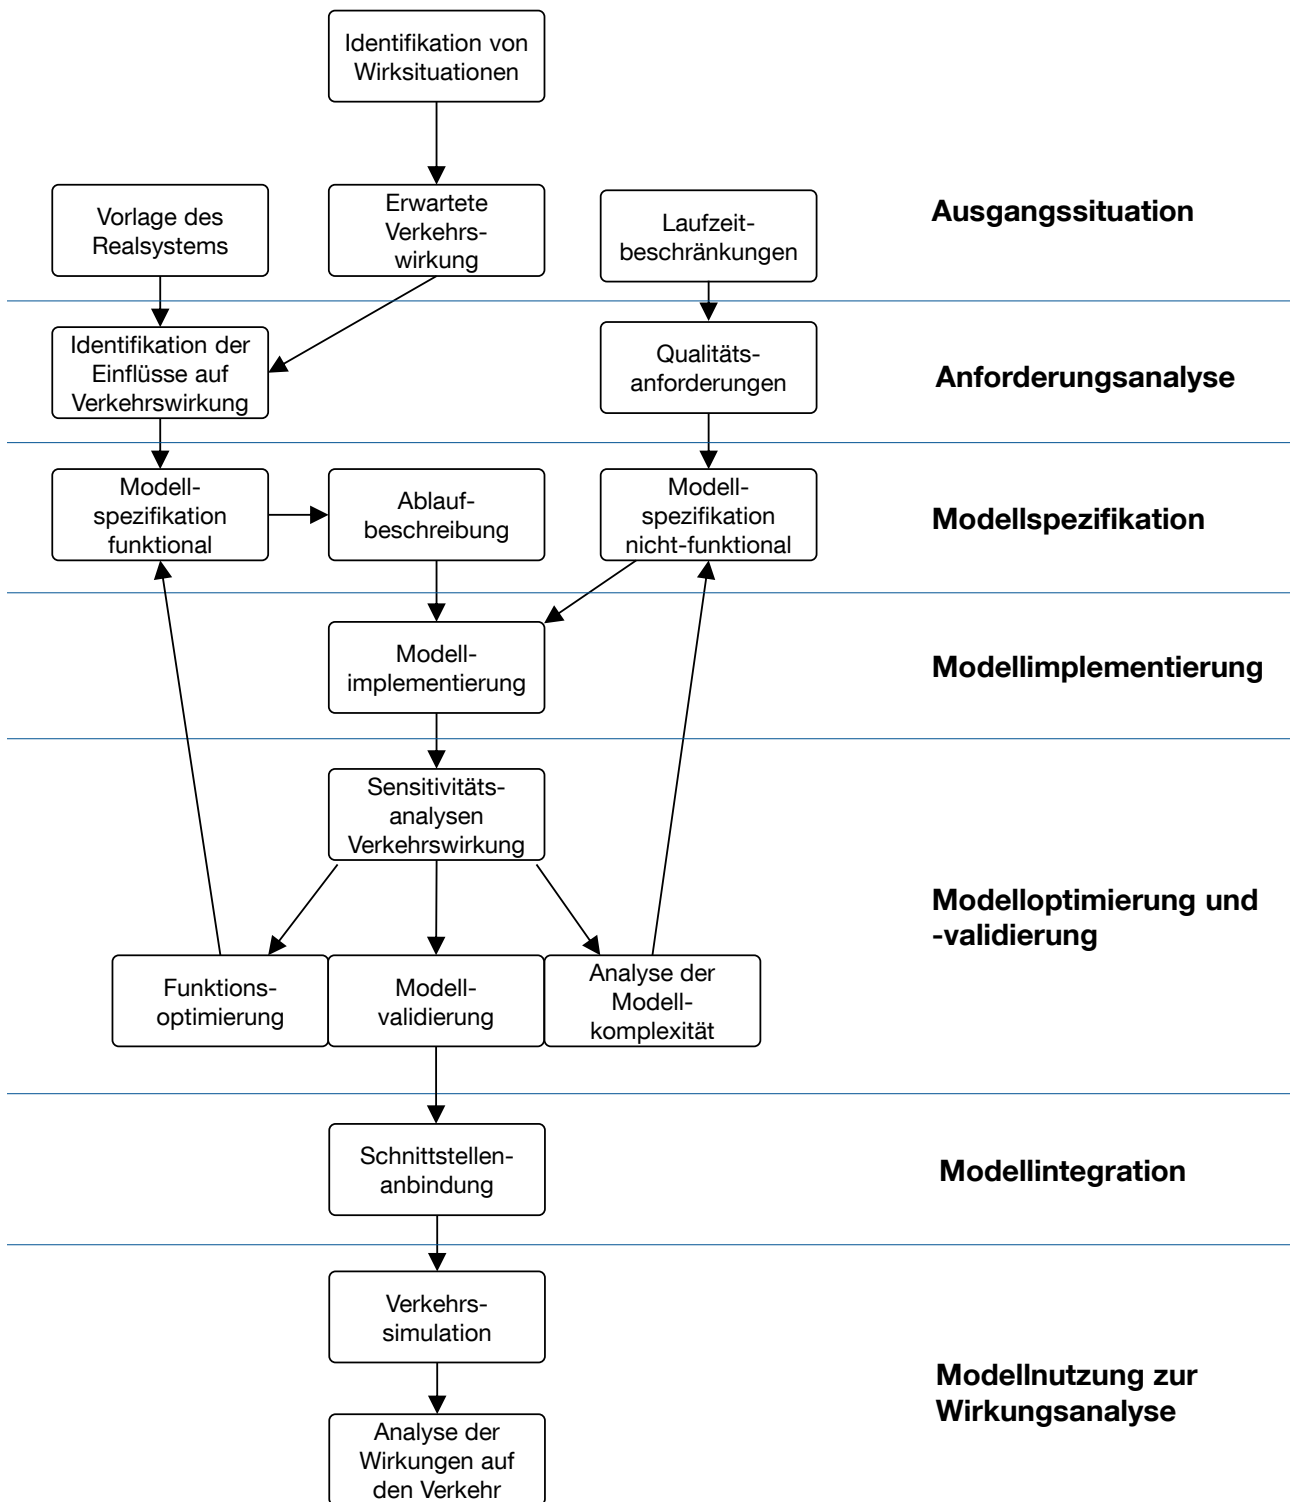 Identifikation von
Wirksituationen
Vorlage des
Realsystems
Erwartete
Verkehrs-
wirkung
Laufzeit-
beschränkungen
Ausgangssituation
Identifikation der
Einflüsse auf
Verkehrswirkung
Qualitäts-
anforderungen
Anforderungsanalyse
Modell-
spezifikation
funktional
Ablauf-
beschreibung
Modell-
spezifikation
nicht-funktional
Modellspezifikation
Modell-
implementierung
Modellimplementierung
Sensitivitäts-
analysen
Verkehrswirkung
Modelloptimierung und
-validierung
Funktions-
optimierung
Modell-
validierung
Analyse der
Modell-
komplexität
Schnittstellen-
anbindung
Modellintegration
Verkehrs-
simulation
Modellnutzung zur
Wirkungsanalyse
Analyse der
Wirkungen auf
den Verkehr